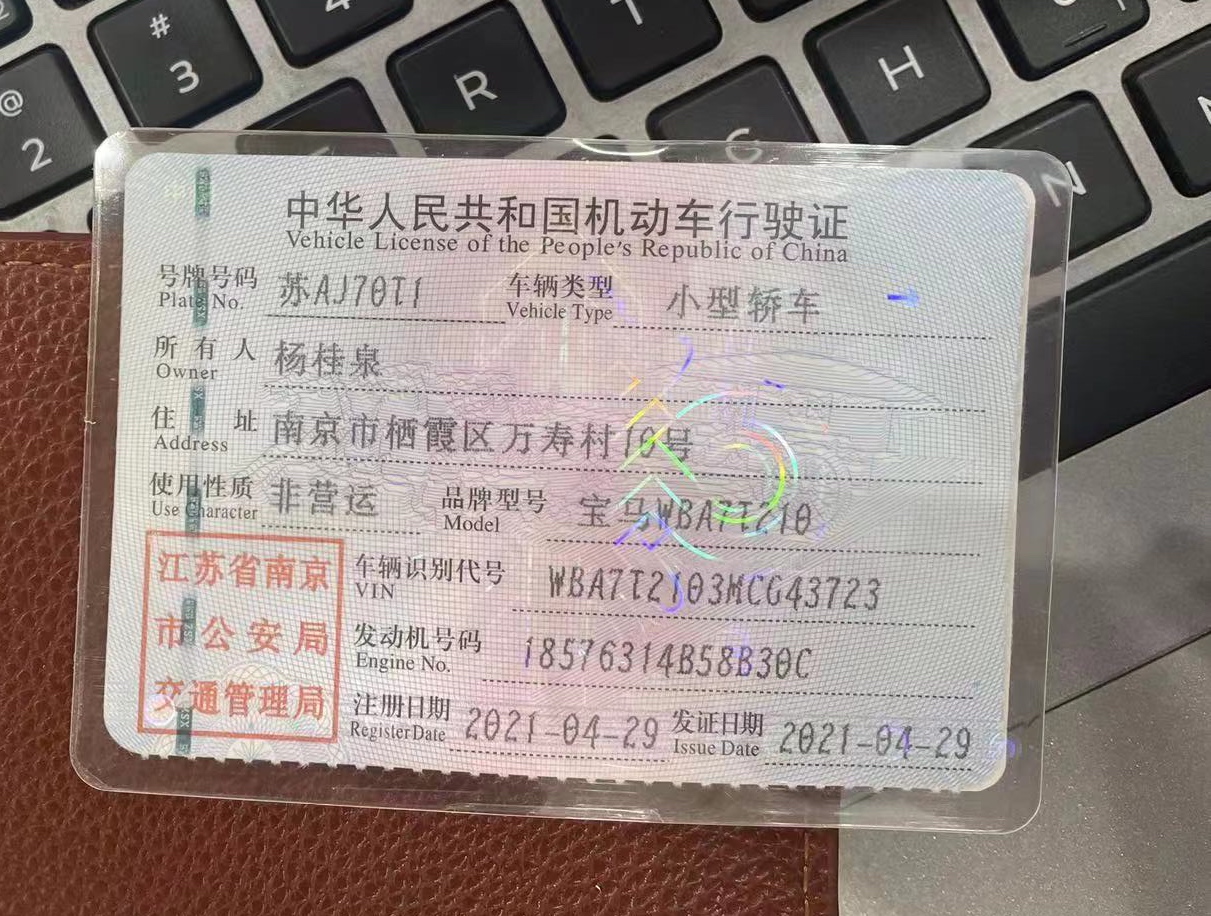 @
2
#
3
4
R
T
G
H
N
中华人民共和国机动车行驶证
Vehicle License of the People's Republic of China
号牌号码 苏AJ70T1 车辆类型 小型轿车
Plate No. Vehicle Type
所有人 杨桂泉
Owner
住址 南京市栖霞区万寿村10号
Address
使用性质 非营运 品牌型号 宝马WBA7T210
Use Character Model
江苏省南京
市公安局
交通管理局
车辆识别代号 WBA7T2103MCG43723
VIN
发动机号码 18576314B58B30C
Engine No.
注册日期 2021-04-29 发证日期 2021-04-29
Register Date Issue Date